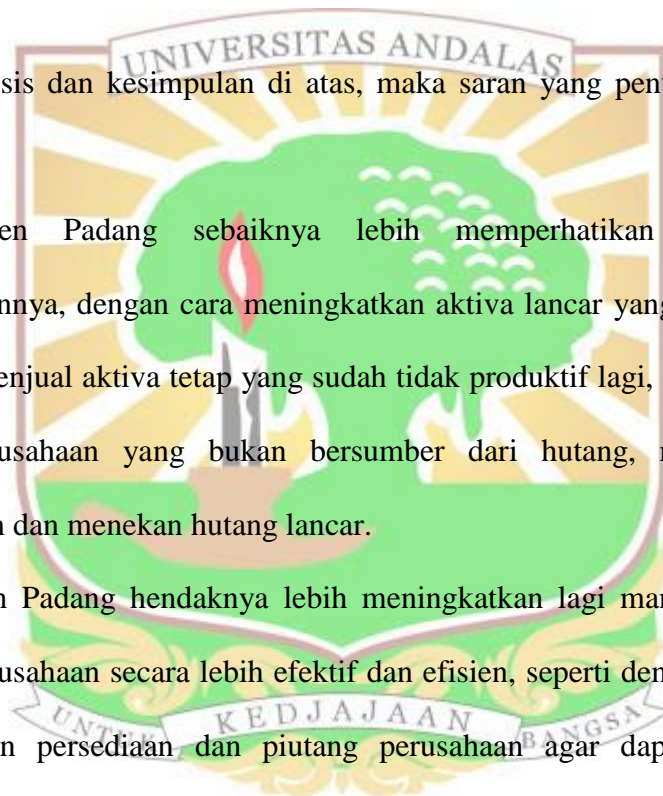 UNIVERSITAS ANDALAS
sis dan kesimpulan di atas, maka saran yang pen
en Padang sebaiknya lebih memperhatikan
nnya, dengan cara meningkatkan aktiva lancar yang
enjual aktiva tetap yang sudah tidak produktif lagi,
usahaan yang bukan bersumber dari hutang,
n dan menekan hutang lancar.
n Padang hendaknya lebih meningkatkan lagi
usahaan secara lebih efektif dan efisien, seperti den
n persediaan dan piutang perusahaan agar dap
UNTUK KEDJAJAAN BANGSA